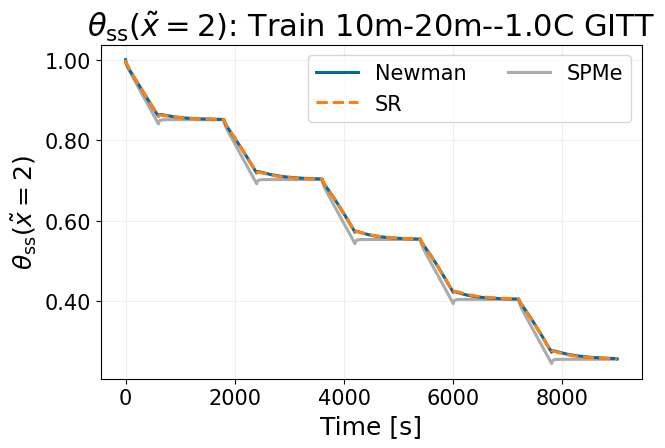 θss(x̃ = 2): Train 10m-20m--1.0C GITT
Newman
SR
SPMe
θss(x̃ = 2)
1.00
0.80
0.60
0.40
0
2000
4000
6000
8000
Time [s]